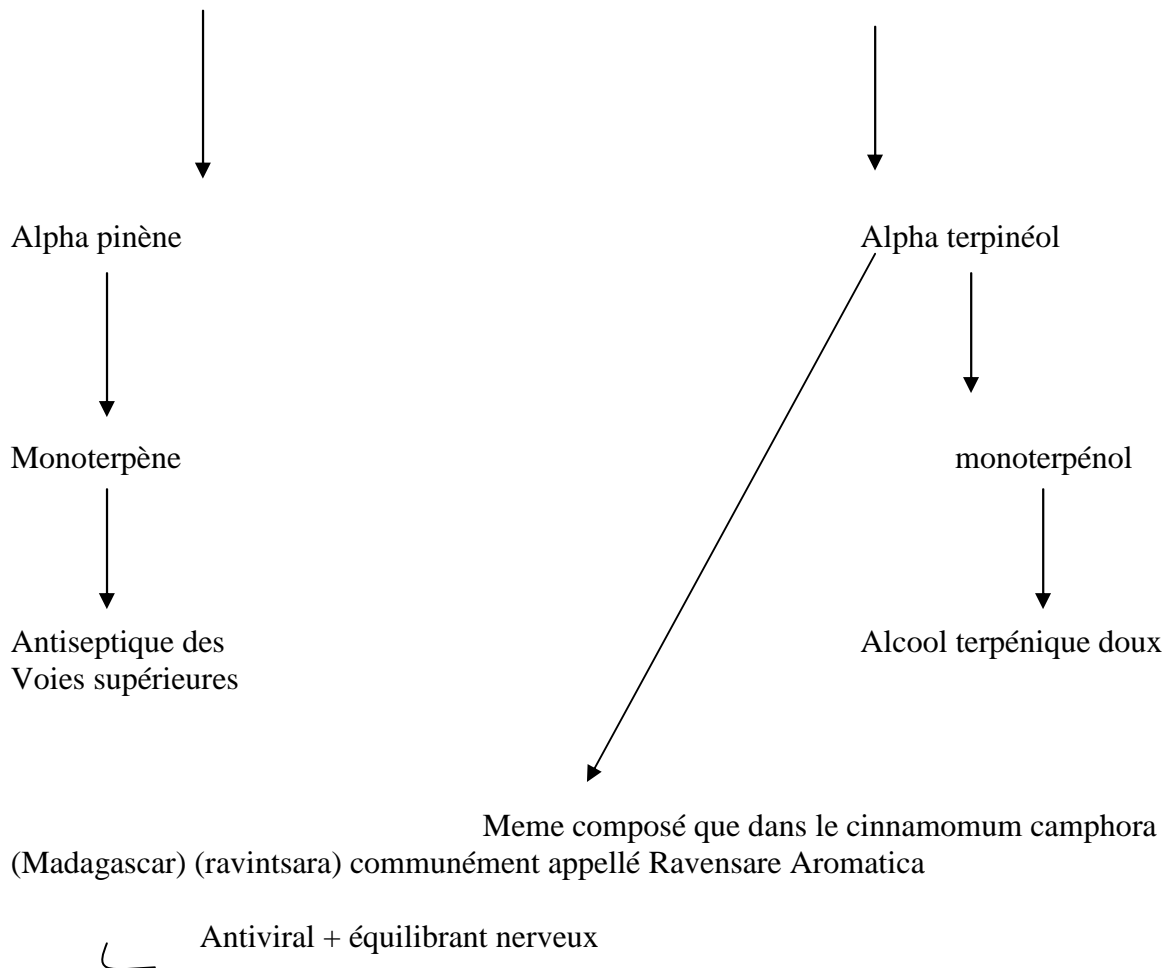 Alpha pinène
Alpha terpinéol
Monoterpène
monoterpénol
Antiseptique des
Voies supérieures
Alcool terpénique doux
Meme composé que dans le cinnamomum camphora
(Madagascar) (ravintsara) communément appellé Ravensare Aromatica
Antiviral + équilibrant nerveux